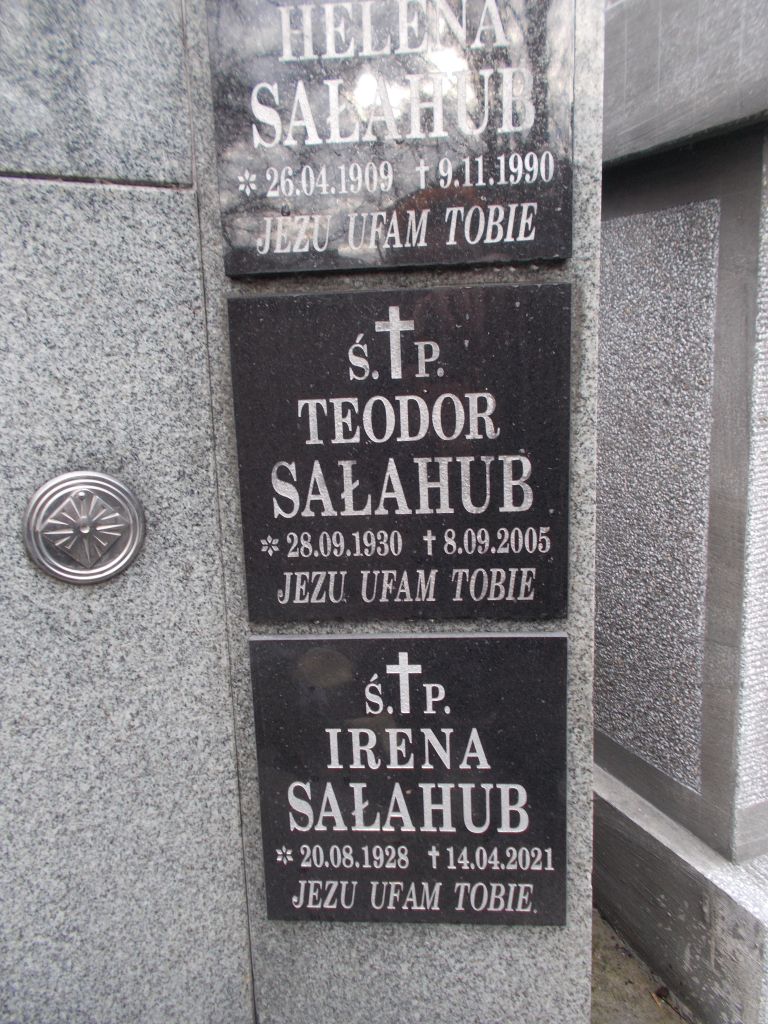 HELENA
SAŁAHUB
* 26.04.1909 † 9.11.1990
JEZU UFAM TOBIE
Ś. † P.
TEODOR
SAŁAHUB
* 28.09.1930 † 8.09.2005
JEZU UFAM TOBIE
Ś. † P.
IRENA
SAŁAHUB
* 20.08.1928 † 14.04.2021
JEZU UFAM TOBIE